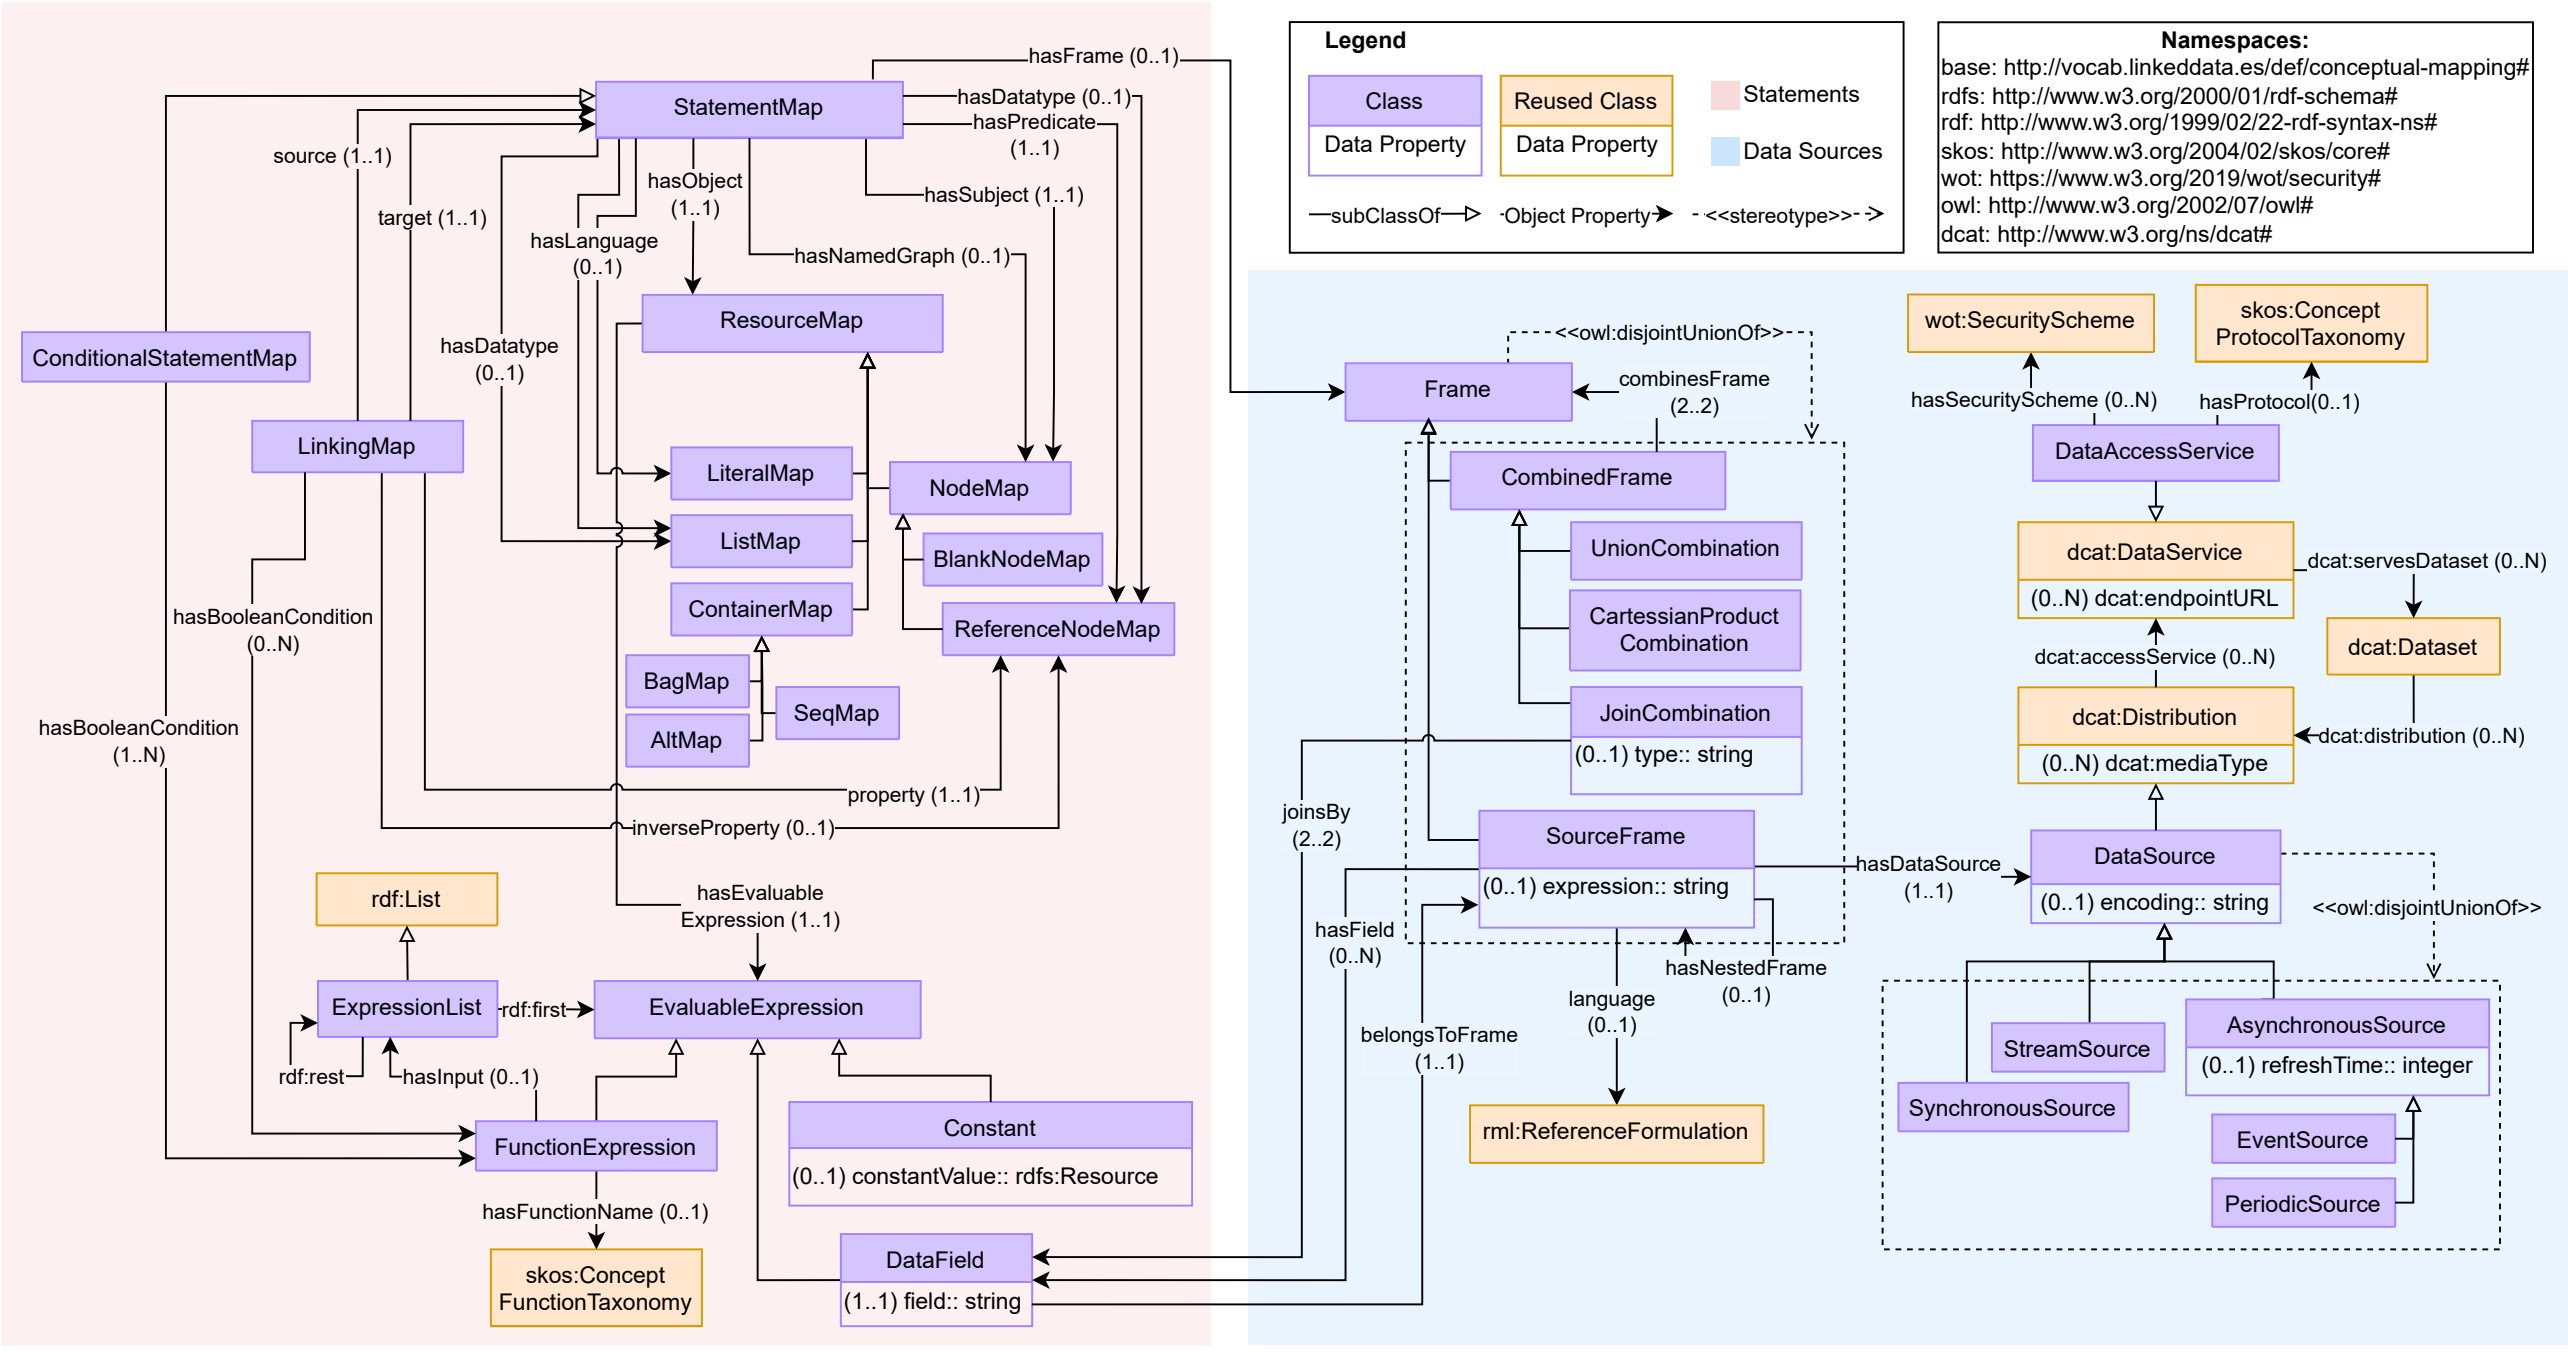 hasFrame (0..1)
StatementMap
hasDatatype (0..1)
hasPredicate
(1..1)
source (1..1)
target (1..1)
hasObject
(1..1)
hasSubject (1..1)
hasLanguage
(0..1)
hasNamedGraph (0..1)
ResourceMap
hasDatatype
(0..1)
ConditionalStatementMap
LinkingMap
LiteralMap
NodeMap
ListMap
BlankNodeMap
ContainerMap
ReferenceNodeMap
hasBooleanCondition
(0..N)
BagMap
SeqMap
AltMap
hasBooleanCondition
(1..N)
property (1..1)
inverseProperty (0..1)
rdf:List
hasEvaluable
Expression (1..1)
ExpressionList
rdf:first
EvaluableExpression
rdf:rest
hasInput (0..1)
FunctionExpression
Constant
(0..1) constantValue:: rdfs:Resource
hasFunctionName (0..1)
skos:Concept
FunctionTaxonomy
DataField
(1..1) field:: string
Legend
Class
Data Property
Reused Class
Data Property
Statements
Data Sources
subClassOf
Object Property
<<stereotype>>
Namespaces:
base: http://vocab.linkeddata.es/def/conceptual-mapping#
rdfs: http://www.w3.org/2000/01/rdf-schema#
rdf: http://www.w3.org/1999/02/22-rdf-syntax-ns#
skos: http://www.w3.org/2004/02/skos/core#
wot: https://www.w3.org/2019/wot/security#
owl: http://www.w3.org/2002/07/owl#
dcat: http://www.w3.org/ns/dcat#
<<owl:disjointUnionOf>>
Frame
combinesFrame
(2..2)
CombinedFrame
UnionCombination
CartessianProduct
Combination
JoinCombination
(0..1) type:: string
joinsBy
(2..2)
SourceFrame
(0..1) expression:: string
hasField
(0..N)
hasNestedFrame
(0..1)
language
(0..1)
belongsToFrame
(1..1)
rml:ReferenceFormulation
hasDataSource
(1..1)
wot:SecurityScheme
skos:Concept
ProtocolTaxonomy
hasSecurityScheme (0..N)
hasProtocol(0..1)
DataAccessService
dcat:DataService
(0..N) dcat:endpointURL
dcat:servesDataset (0..N)
dcat:Dataset
dcat:accessService (0..N)
dcat:Distribution
(0..N) dcat:mediaType
dcat:distribution (0..N)
DataSource
(0..1) encoding:: string
<<owl:disjointUnionOf>>
AsynchronousSource
(0..1) refreshTime:: integer
StreamSource
SynchronousSource
EventSource
PeriodicSource